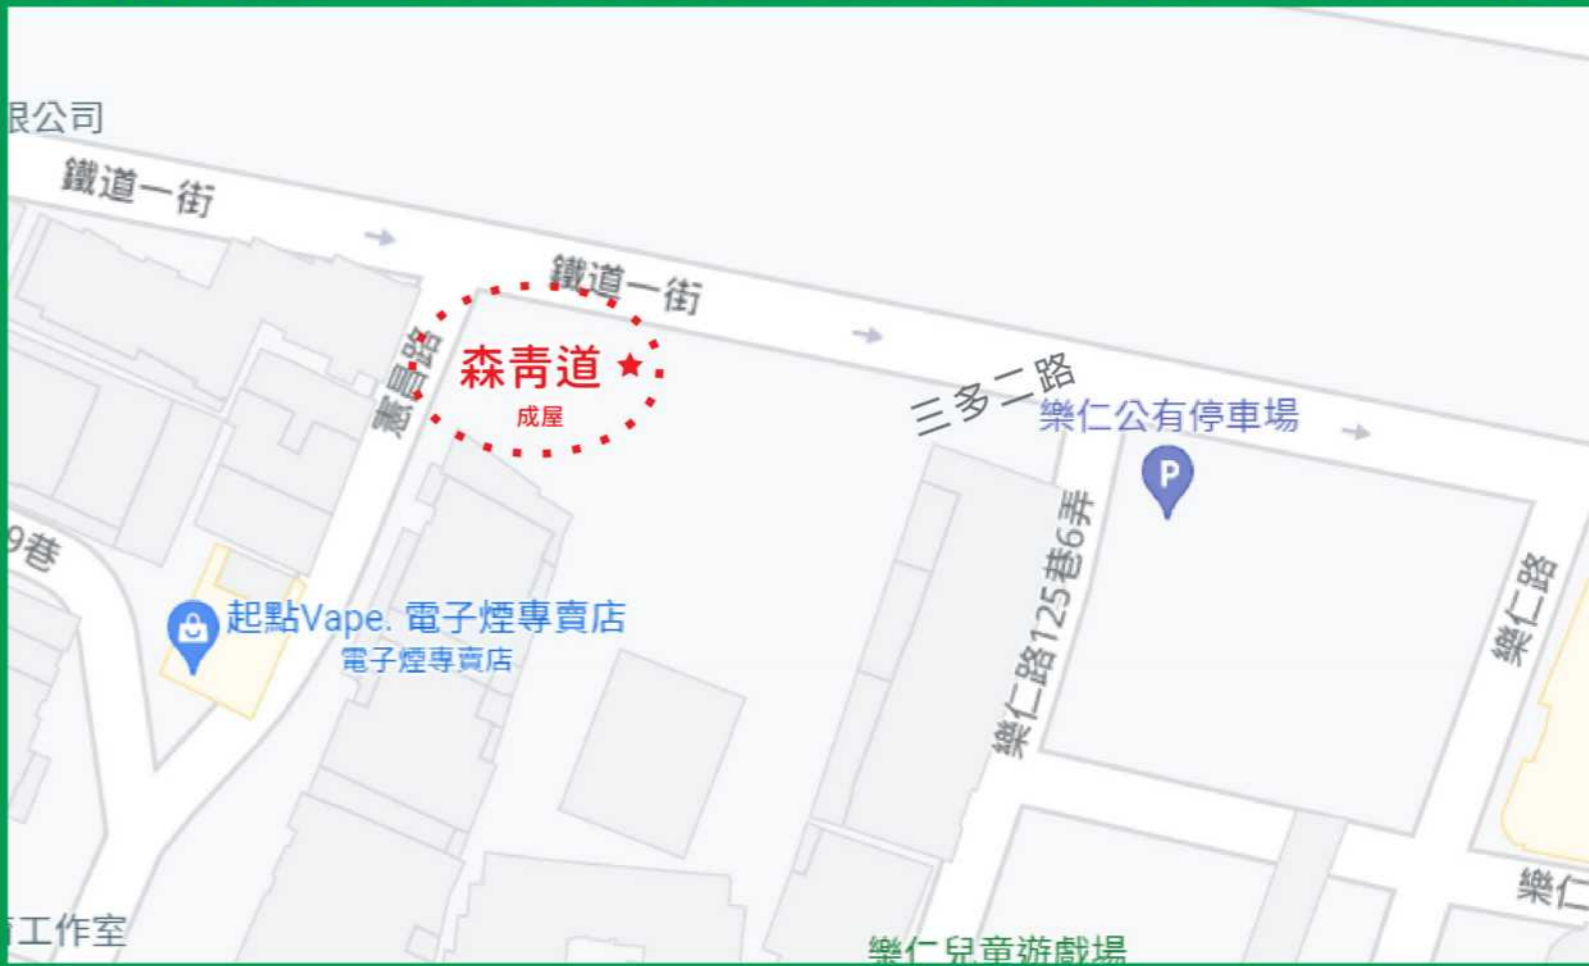 限公司
鐵道一街
鐵道一街
憲昌路
森青道
成屋
三多二路
樂仁公有停車場
P
樂仁路125巷6弄
樂仁路
9巷
起點Vape. 電子煙專賣店
電子煙專賣店
樂仁
工作室
樂仁兒童遊戲場